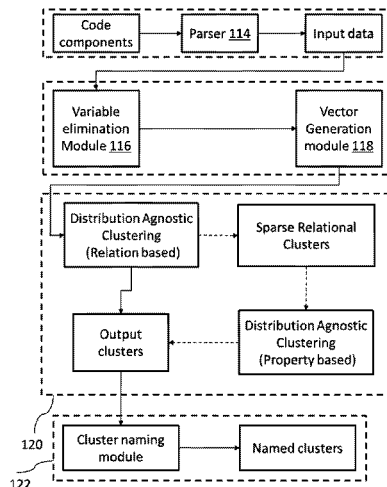 Code
components
Parser 114
Input data
Variable
elimination
Module 116
Vector
Generation
module 118
Distribution Agnostic
Clustering
(Relation based)
Sparse Relational
Clusters
Output
clusters
Distribution Agnostic
Clustering
(Property based)
120
Cluster naming
module
Named clusters
122